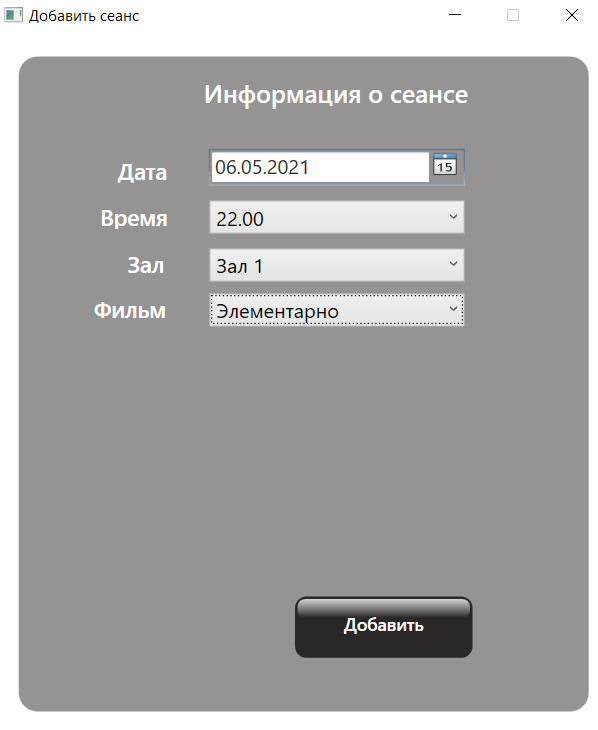 Добавить сеанс
Информация о сеансе
Дата 06.05.2021 15
Время 22.00
Зал Зал 1
Фильм Элементарно
Добавить